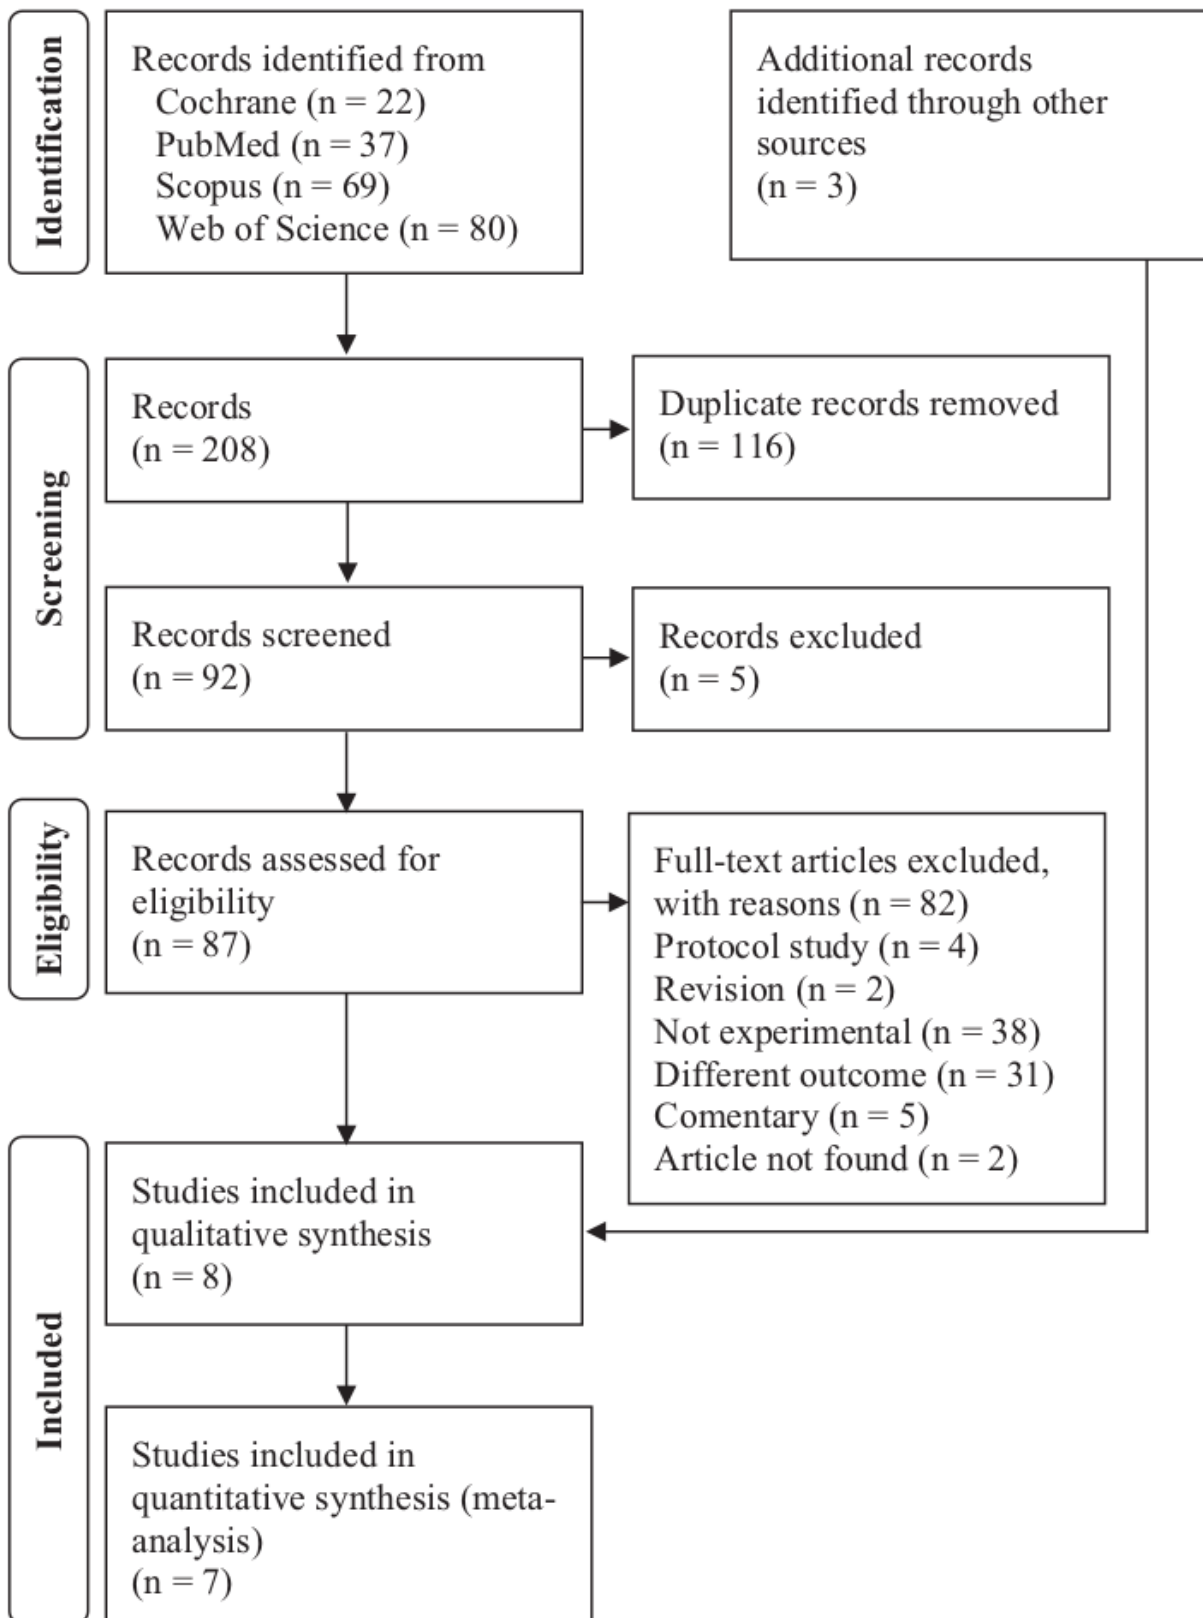 Identification
Records identified from
Cochrane (n = 22)
PubMed (n = 37)
Scopus (n = 69)
Web of Science (n = 80)
Additional records
identified through other
sources
(n = 3)
Screening
Records
(n = 208)
Duplicate records removed
(n = 116)
Records screened
(n = 92)
Records excluded
(n = 5)
Eligibility
Records assessed for
eligibility
(n = 87)
Full-text articles excluded,
with reasons (n = 82)
Protocol study (n = 4)
Revision (n = 2)
Not experimental (n = 38)
Different outcome (n = 31)
Comentary (n = 5)
Article not found (n = 2)
Included
Studies included in
qualitative synthesis
(n = 8)
Studies included in
quantitative synthesis (meta-
analysis)
(n = 7)